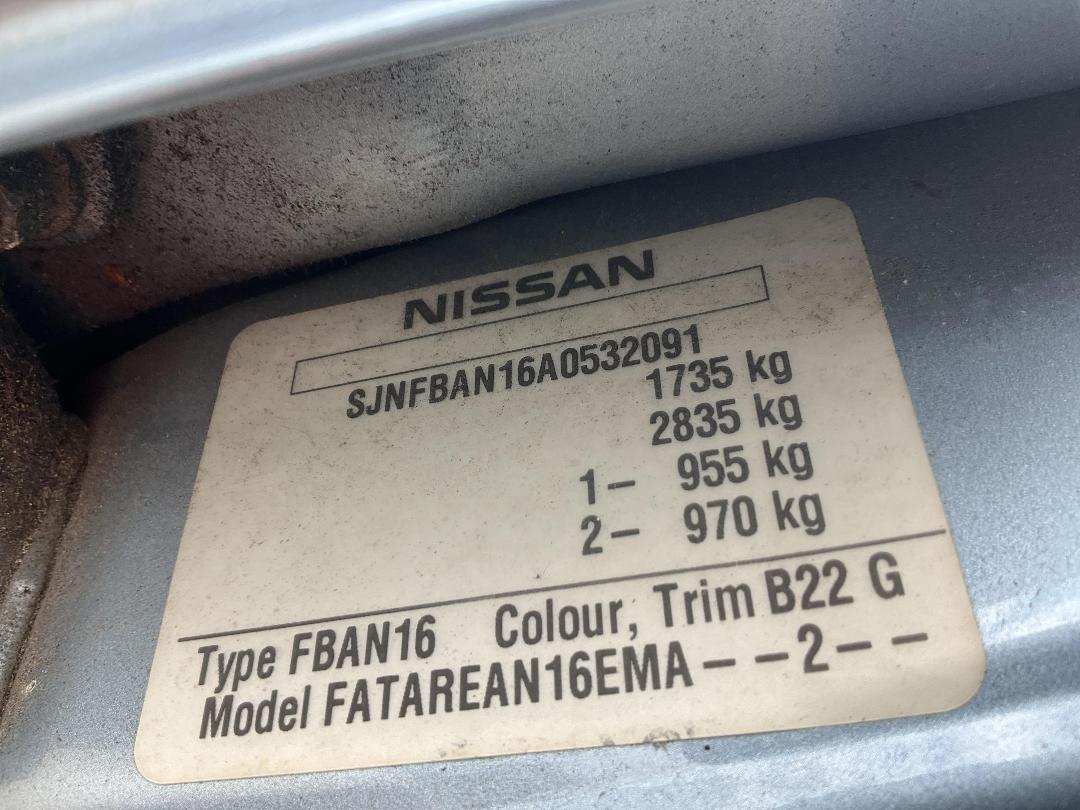 NISSAN
SJNFBAN16A0532091
1735 kg
2835 kg
1- 955 kg
2- 970 kg
Type FBAN16 Colour, Trim B22 G
Model FATAREAN16EMA--2--